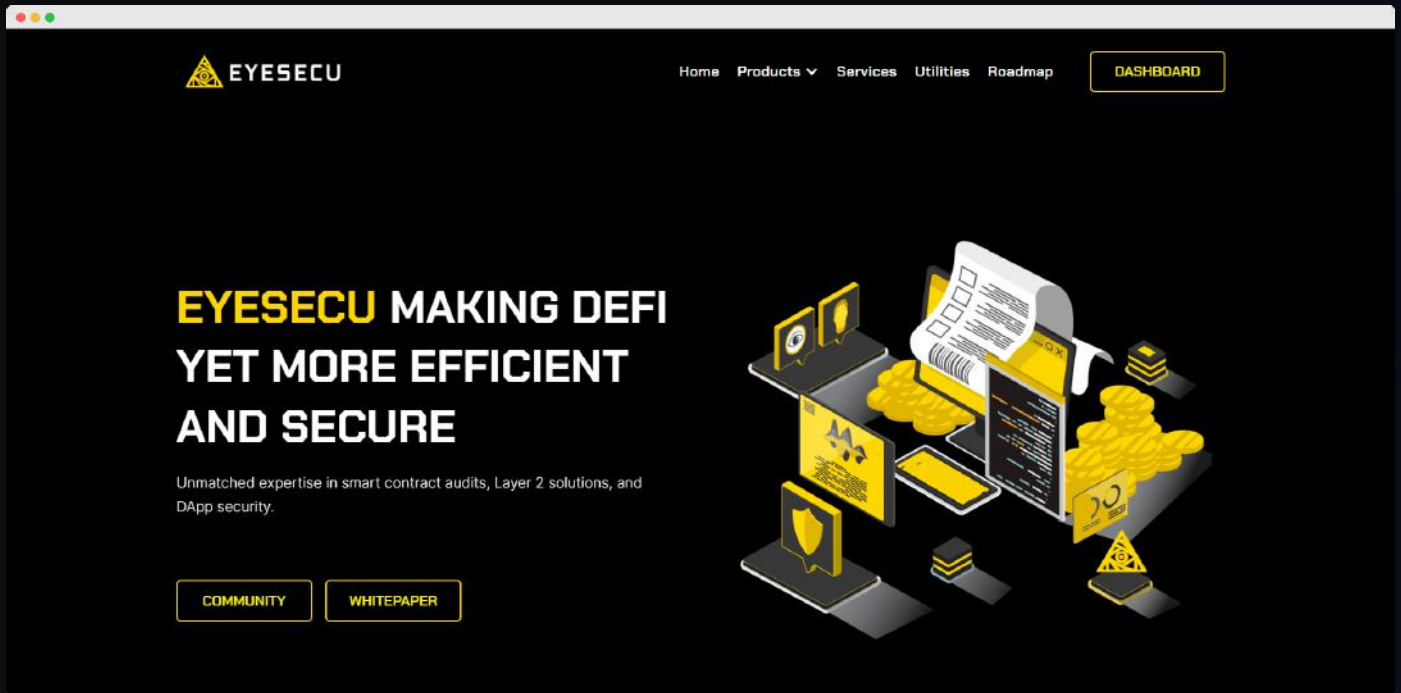 EYESECU
Home Products Services Utilities Roadmap DASHBOARD
EYESECU MAKING DEFI
YET MORE EFFICIENT
AND SECURE
Unmatched expertise in smart contract audits, Layer 2 solutions, and
DApp security.
COMMUNITY WHITEPAPER